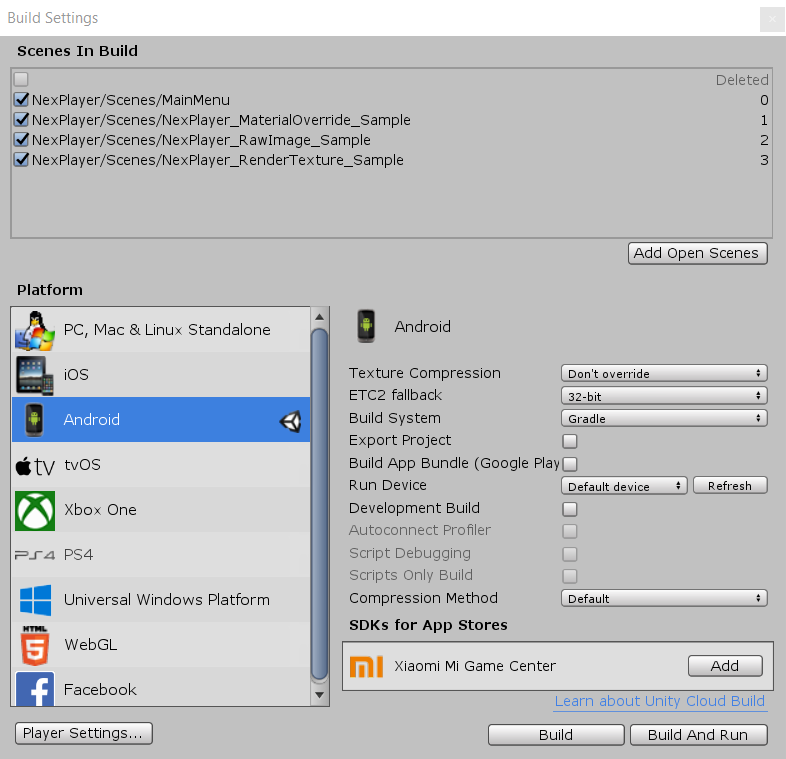 Build Settings
Scenes In Build
Deleted
NexPlayer/Scenes/MainMenu 0
NexPlayer/Scenes/NexPlayer_MaterialOverride_Sample 1
NexPlayer/Scenes/NexPlayer_RawImage_Sample 2
NexPlayer/Scenes/NexPlayer_RenderTexture_Sample 3
Add Open Scenes
Platform
PC, Mac & Linux Standalone
iOS
Android
tv tvOS
Xbox One
PS4 PS4
Universal Windows Platform
HTML 5 WebGL
f Facebook
Player Settings...
Android
Texture Compression Don't override
ETC2 fallback 32-bit
Build System Gradle
Export Project
Build App Bundle (Google Play
Run Device Default device Refresh
Development Build
Autoconnect Profiler
Script Debugging
Scripts Only Build
Compression Method Default
SDKs for App Stores
mi Xiaomi Mi Game Center Add
Learn about Unity Cloud Build
Build Build And Run